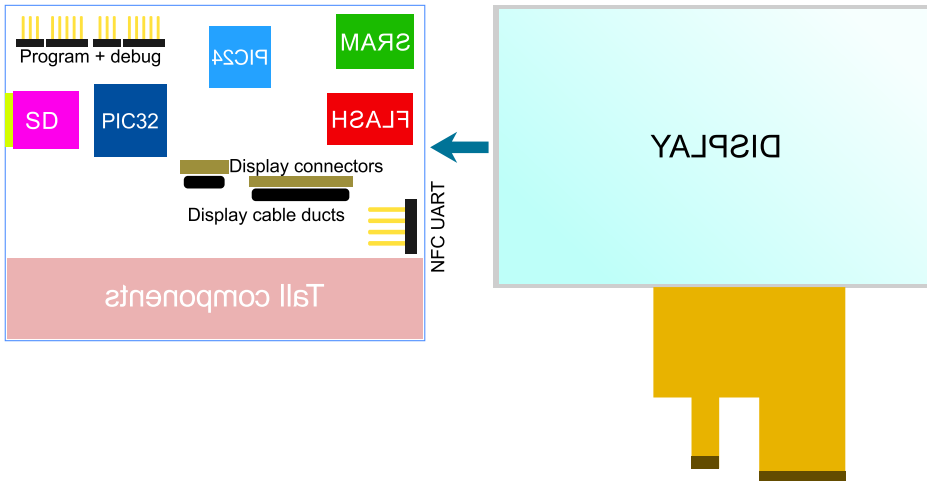 Program + debug
PIC24
SRAM
SD
PIC32
FLASH
Display connectors
Display cable ducts
NFC UART
Tall components
DISPLAY